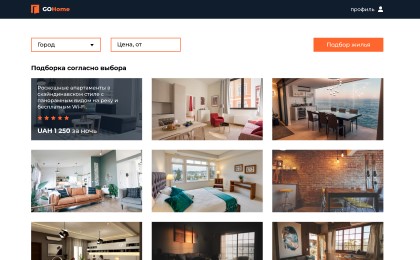 GOHome
профиль
Город
Цена, от
Подбор жилья
Подборка согласно выбора
Роскошные апартаменты в
скандинавском стиле с
панорамным видом на реку и
бесплатным Wi-Fi.
UAH 1 250 за ночь